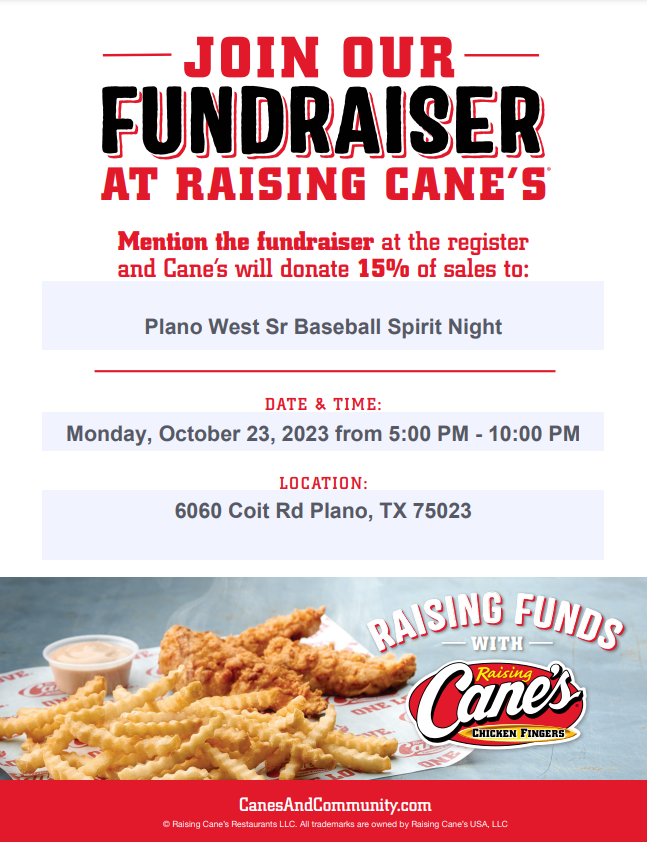 JOIN OUR
FUNDRAISER
AT RAISING CANE'S®
Mention the fundraiser at the register
and Cane's will donate 15% of sales to:
Plano West Sr Baseball Spirit Night
DATE & TIME:
Monday, October 23, 2023 from 5:00 PM - 10:00 PM
LOCATION:
6060 Coit Rd Plano, TX 75023
RAISING FUNDS
WITH
Raising
Cane's
CHICKEN FINGERS
ONE LOVE
ONE
CanesAndCommunity.com
© Raising Cane's Restaurants LLC. All trademarks are owned by Raising Cane's USA, LLC